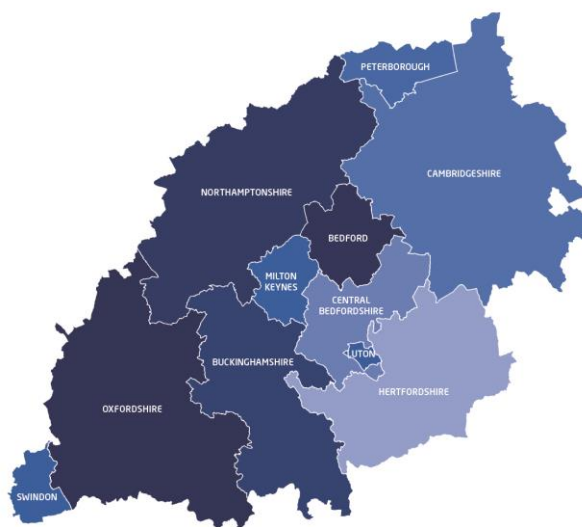 PETERBOROUGH
CAMBRIDGESHIRE
NORTHAMPTONSHIRE
BEDFORD
MILTON
KEYNES
CENTRAL
BEDFORDSHIRE
LUTON
BUCKINGHAMSHIRE
HERTFORDSHIRE
OXFORDSHIRE
SWINDON